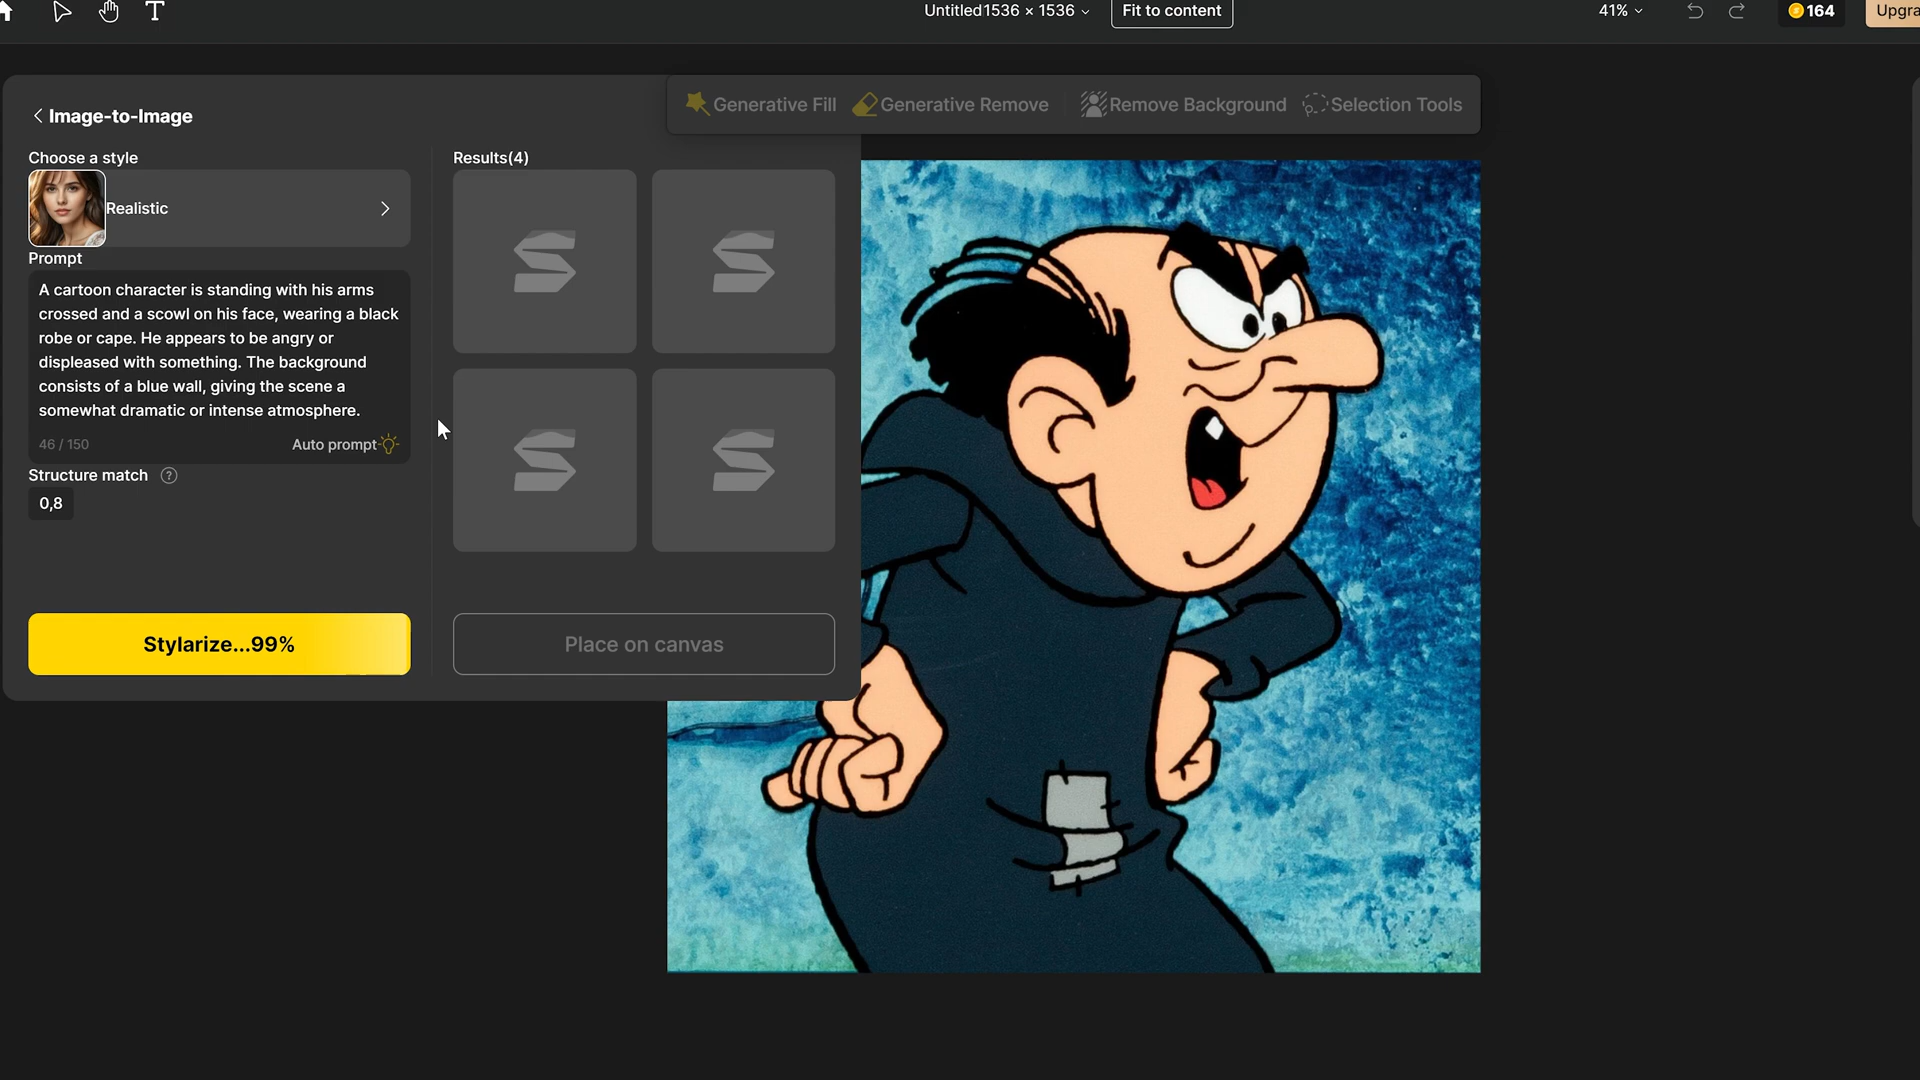 Untitled1536 × 1536
Fit to content
41%
164
Upgra
Image-to-Image
Generative Fill
Generative Remove
Remove Background
Selection Tools
Choose a style
Realistic
Prompt
A cartoon character is standing with his arms
crossed and a scowl on his face, wearing a black
robe or cape. He appears to be angry or
displeased with something. The background
consists of a blue wall, giving the scene a
somewhat dramatic or intense atmosphere.
46 / 150
Auto prompt
Structure match ?
0,8
Stylarize...99%
Results(4)
Place on canvas